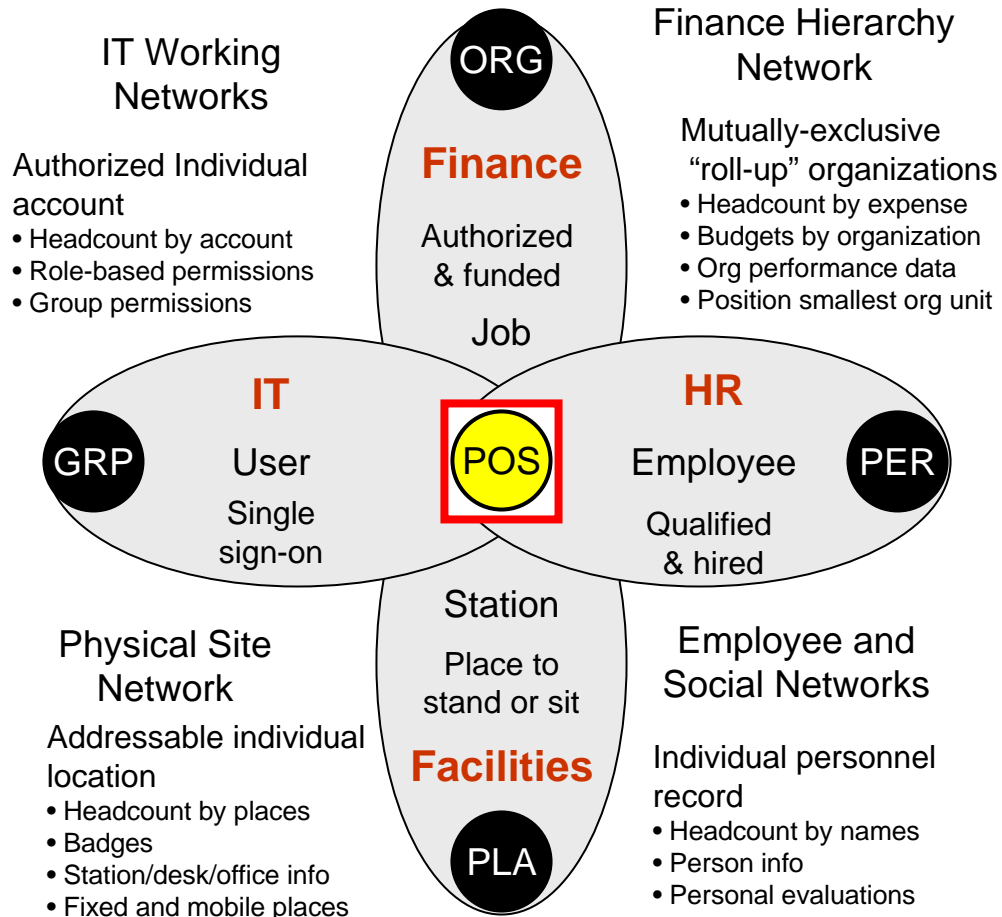 IT Working
Networks
Authorized Individual
account
• Headcount by account
• Role-based permissions
• Group permissions
ORG
Finance
Authorized
& funded
Job
Finance Hierarchy
Network
Mutually-exclusive
“roll-up” organizations
• Headcount by expense
• Budgets by organization
• Org performance data
• Position smallest org unit
GRP
IT
User
Single
sign-on
POS
HR
Employee
Qualified
& hired
PER
Physical Site
Network
Addressable individual
location
• Headcount by places
• Badges
• Station/desk/office info
• Fixed and mobile places
Station
Place to
stand or sit
Facilities
PLA
Employee and
Social Networks
Individual personnel
record
• Headcount by names
• Person info
• Personal evaluations